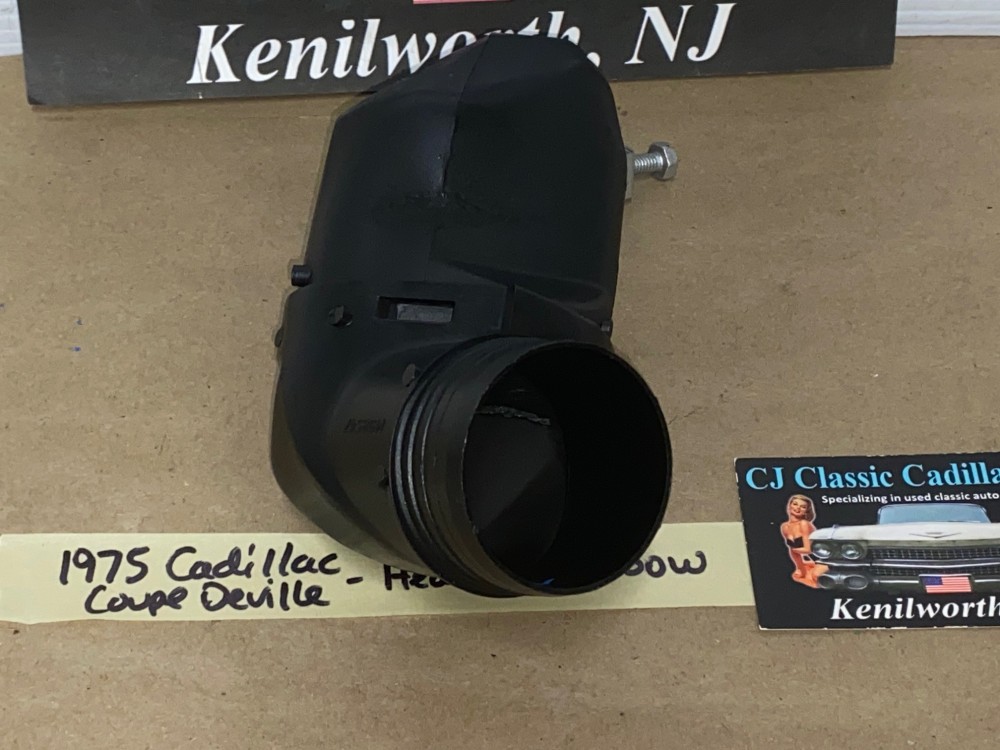 Kenilworth, NJ
1975 Cadillac
Coupe Deville -
CJ Classic Cadilla
Specializing in used classic auto
Kenilworth